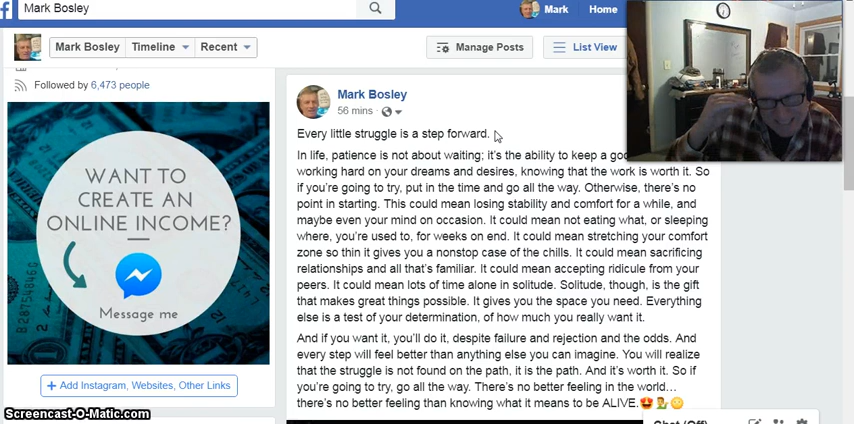 Mark Bosley
Mark Home
Mark Bosley Timeline Recent
Manage Posts List View
Followed by 6,473 people
WANT TO
CREATE AN
ONLINE INCOME?
Message me
+ Add Instagram, Websites, Other Links
Mark Bosley
56 mins ·
Every little struggle is a step forward.
In life, patience is not about waiting; it's the ability to keep a
working hard on your dreams and desires, knowing that the work is worth it. So
if you're going to try, put in the time and go all the way. Otherwise, there's no
point in starting. This could mean losing stability and comfort for a while, and
maybe even your mind on occasion. It could mean not eating what, or sleeping
where, you're used to, for weeks on end. It could mean stretching your comfort
zone so thin it gives you a nonstop case of the chills. It could mean sacrificing
relationships and all that's familiar. It could mean accepting ridicule from your
peers. It could mean lots of time alone in solitude. Solitude, though, is the gift
that makes great things possible. It gives you the space you need. Everything
else is a test of your determination, of how much you really want it.
And if you want it, you'll do it, despite failure and rejection and the odds. And
every step will feel better than anything else you can imagine. You will realize
that the struggle is not found on the path, it is the path. And it's worth it. So if
you're going to try, go all the way. There's no better feeling in the world…
there's no better feeling than knowing what it means to be ALIVE.😍💁‍♂️🙄
Chat (Off)
Screencast-O-Matic.com